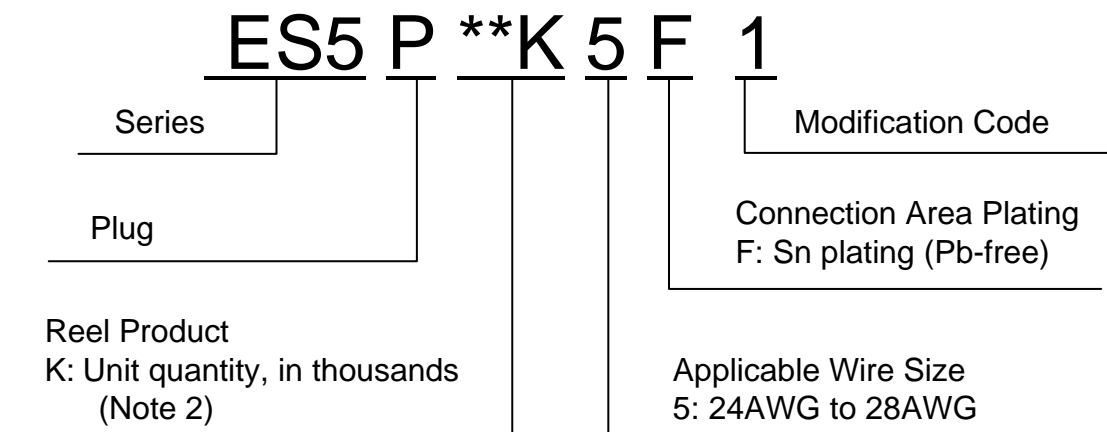 ES5 P **K 5 F 1
Series
Modification Code
Plug
Connection Area Plating
F: Sn plating (Pb-free)
Reel Product
K: Unit quantity, in thousands
(Note 2)
Applicable Wire Size
5: 24AWG to 28AWG